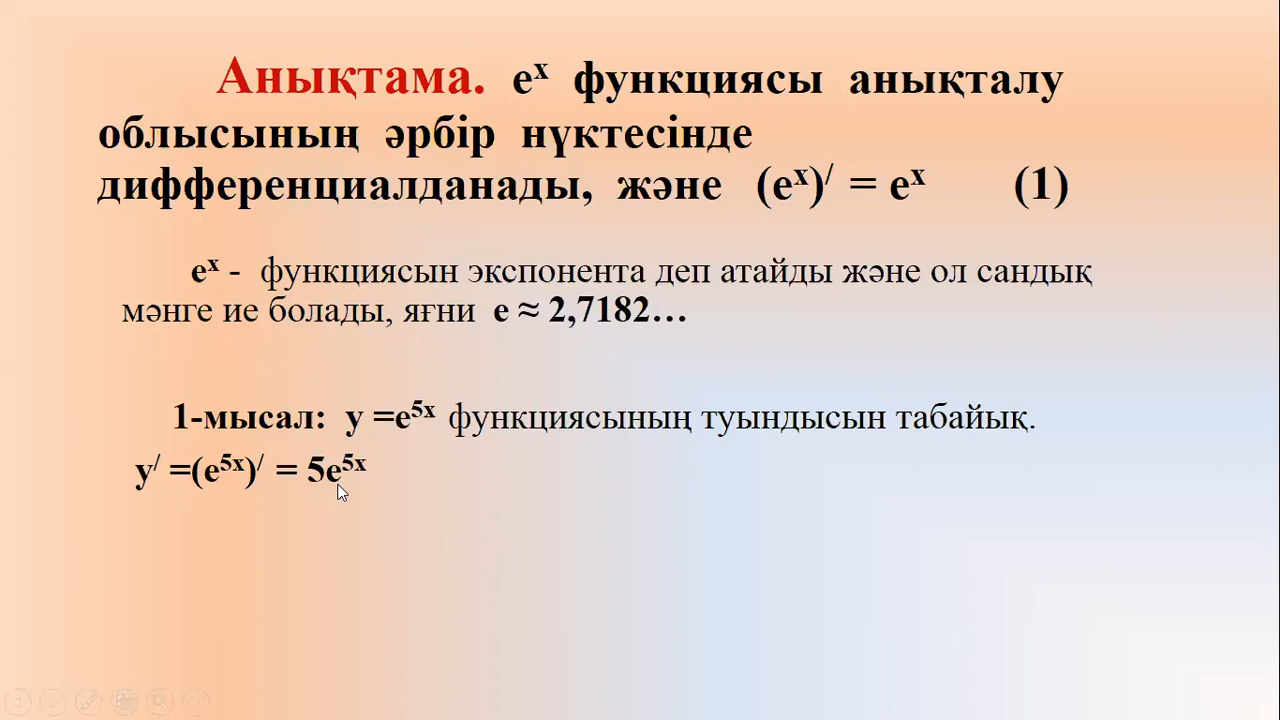 Анықтама. eˣ функциясы анықталу
облысының әрбір нүктесінде
дифференциалданады, және (eˣ)/ = eˣ (1)
eˣ - функциясын экспонента деп атайды және ол сандық
мәнге ие болады, яғни e ≈ 2,7182…
1-мысал: y =e⁵ˣ функциясының туындысын табайық.
y/ =(e⁵ˣ)/ = 5e⁵ˣ